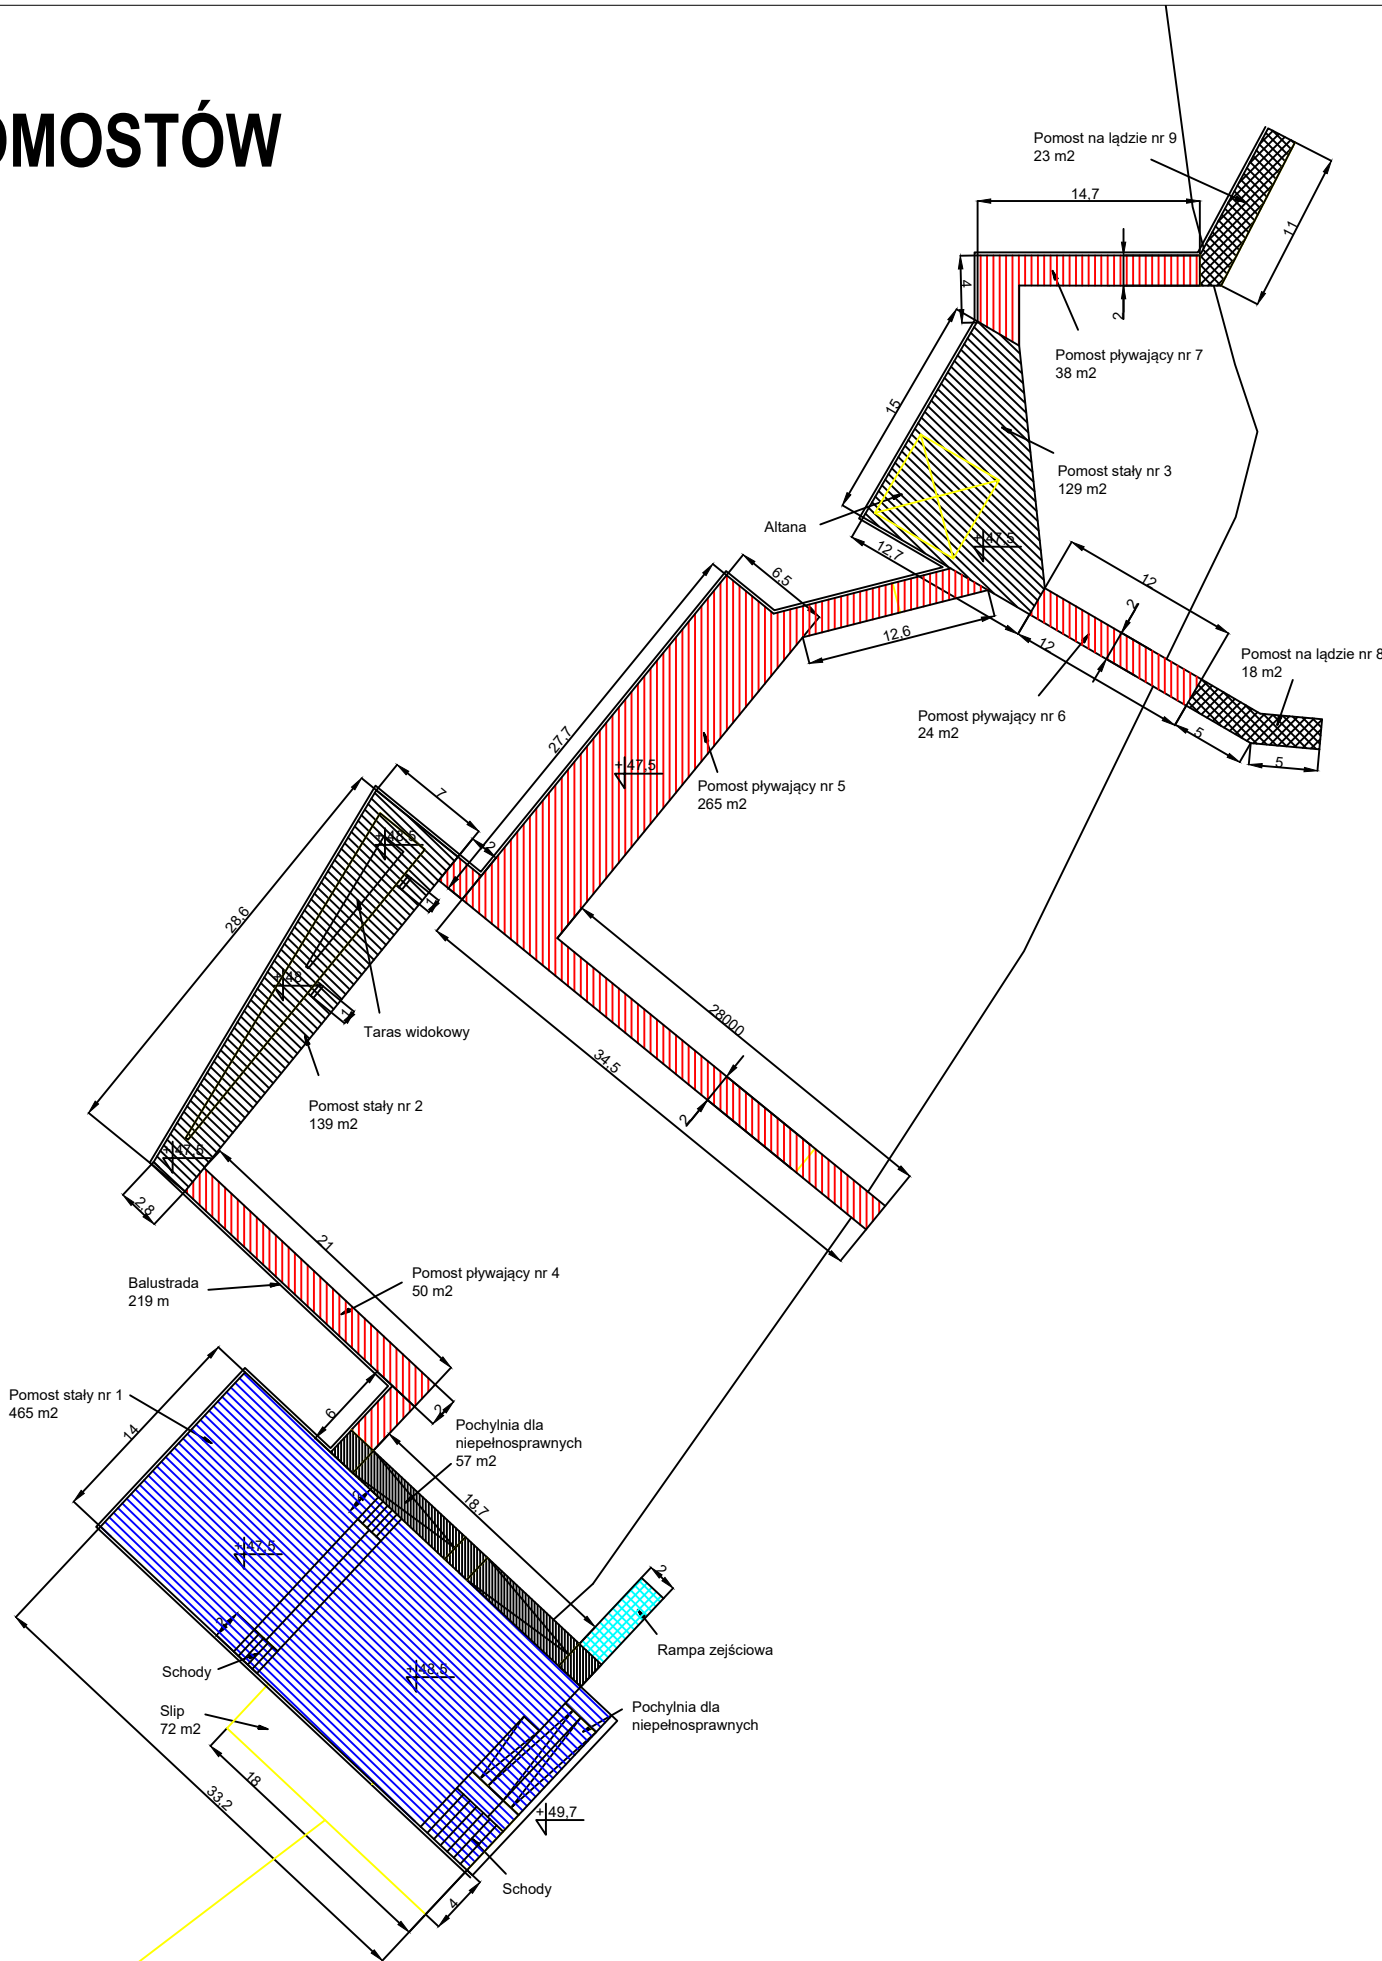 OMOSTÓW
Pomost na lądzie nr 9
23 m2
14,7
11
4
2
Pomost pływający nr 7
38 m2
15
Pomost stały nr 3
129 m2
Altana
+47,5
12,7
12
6,5
2
12,6
12
Pomost na lądzie nr 8
18 m2
Pomost pływający nr 6
24 m2
5
5
27,7
+47,5
Pomost pływający nr 5
265 m2
7
+48,5
2
1
28,6
+48
1
28000
Taras widokowy
34,5
2
Pomost stały nr 2
139 m2
+47,5
2,8
21
Balustrada
219 m
Pomost pływający nr 4
50 m2
Pomost stały nr 1
465 m2
14
6
2
Pochylnia dla
niepełnosprawnych
57 m2
2
18,7
+47,5
2
2
Rampa zejściowa
Schody
+48,5
Slip
72 m2
Pochylnia dla
niepełnosprawnych
18
33,2
+49,7
Schody
4